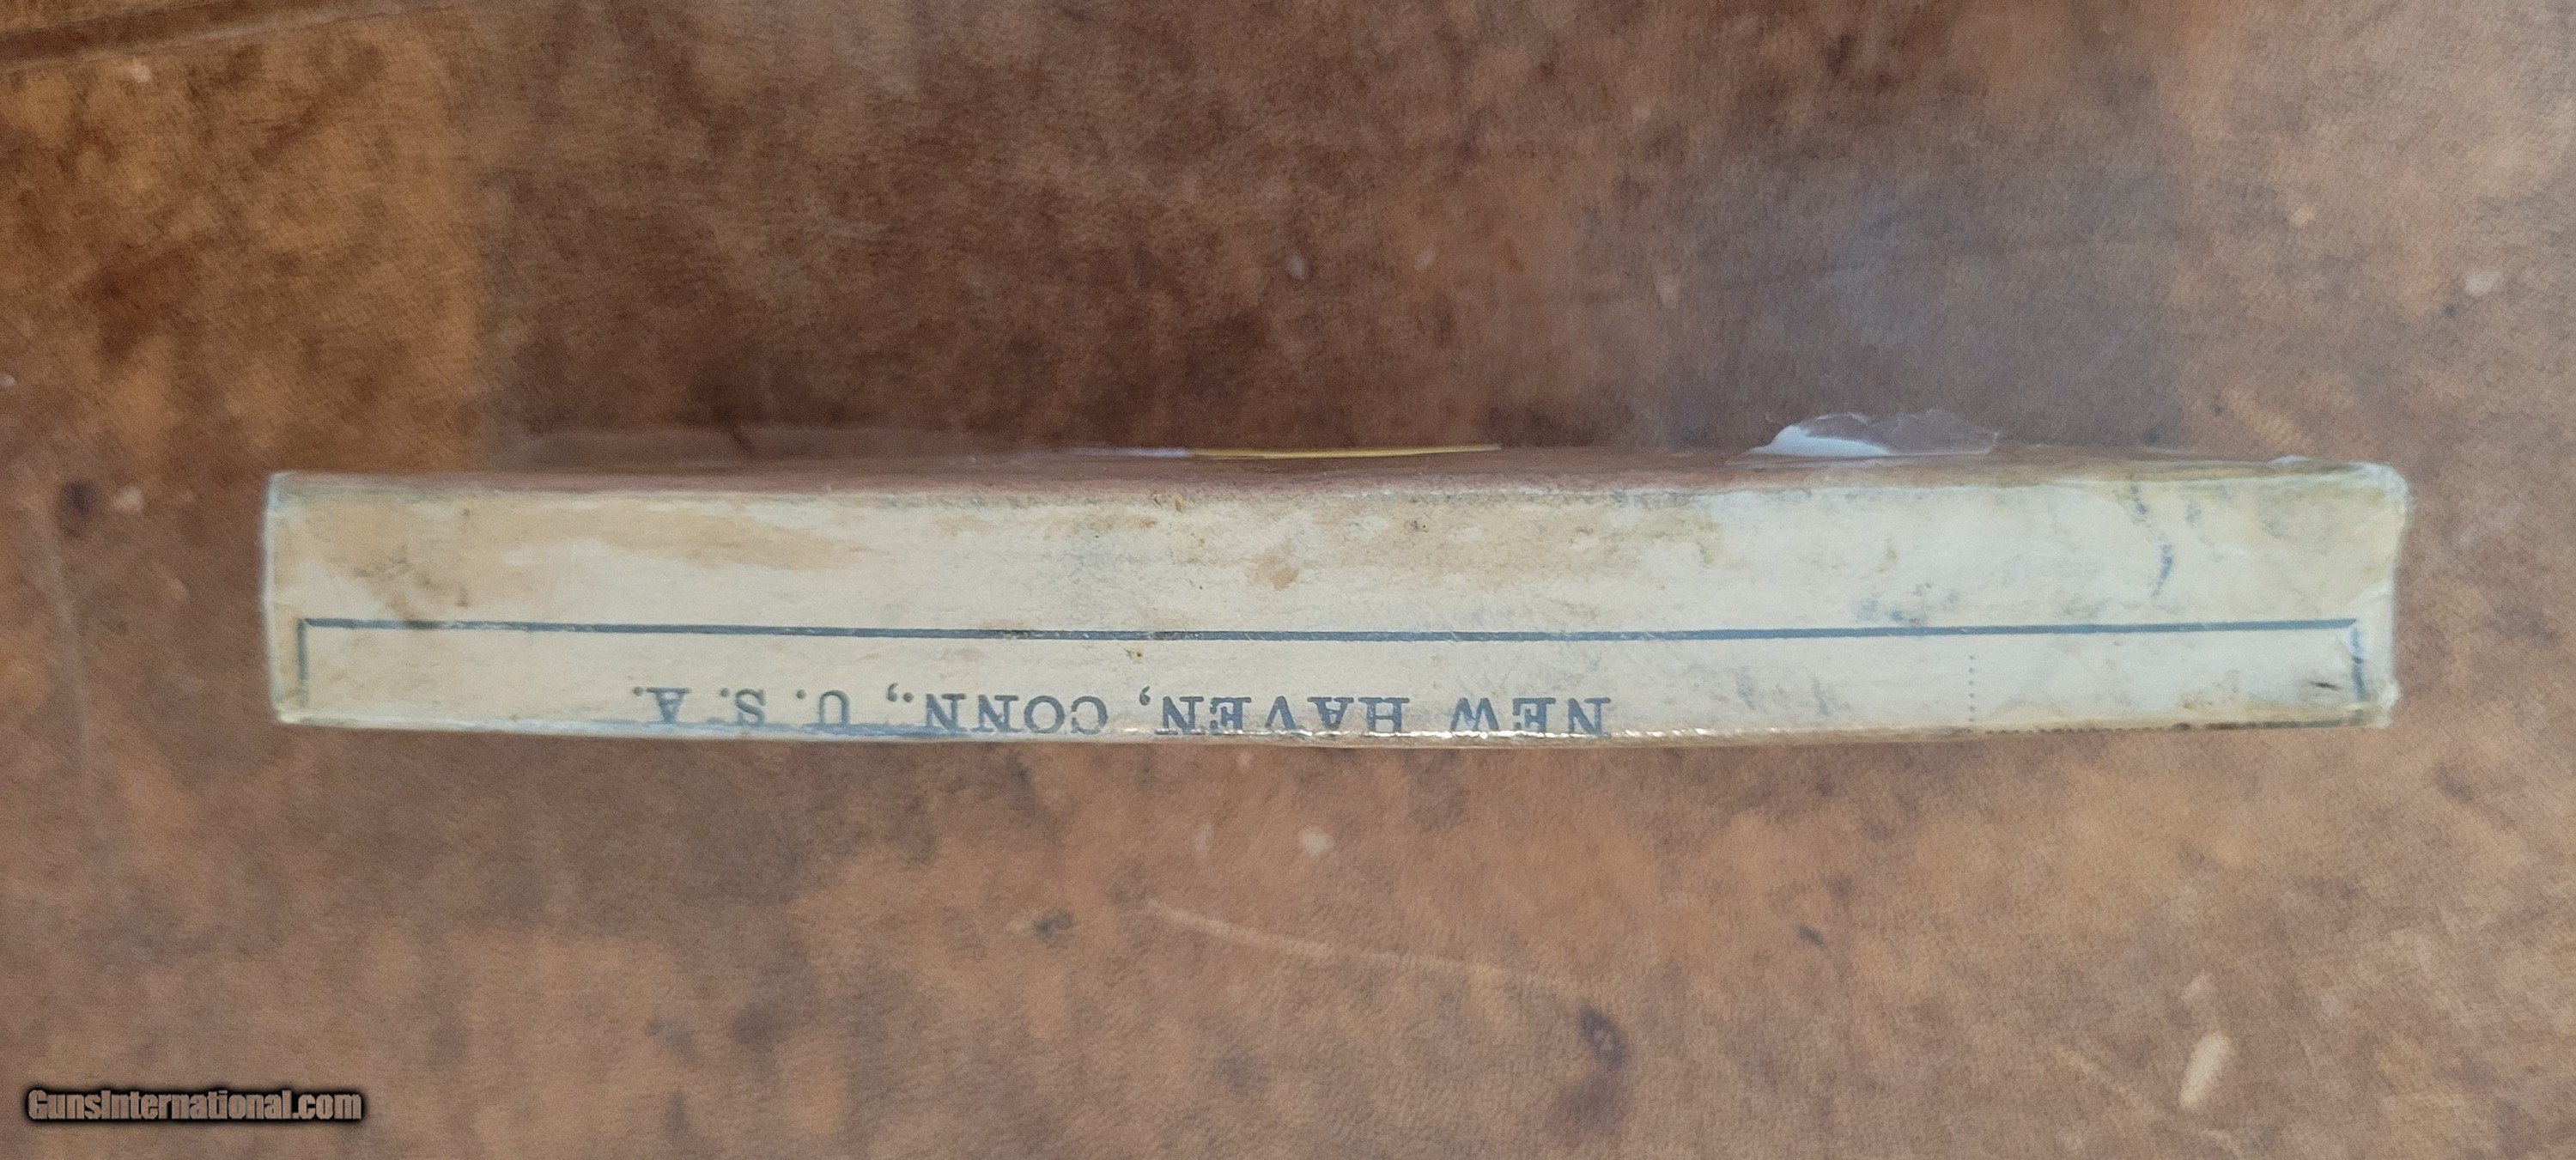 NEW HAVEN, CONN., U. S. A.
GunsInternational.com